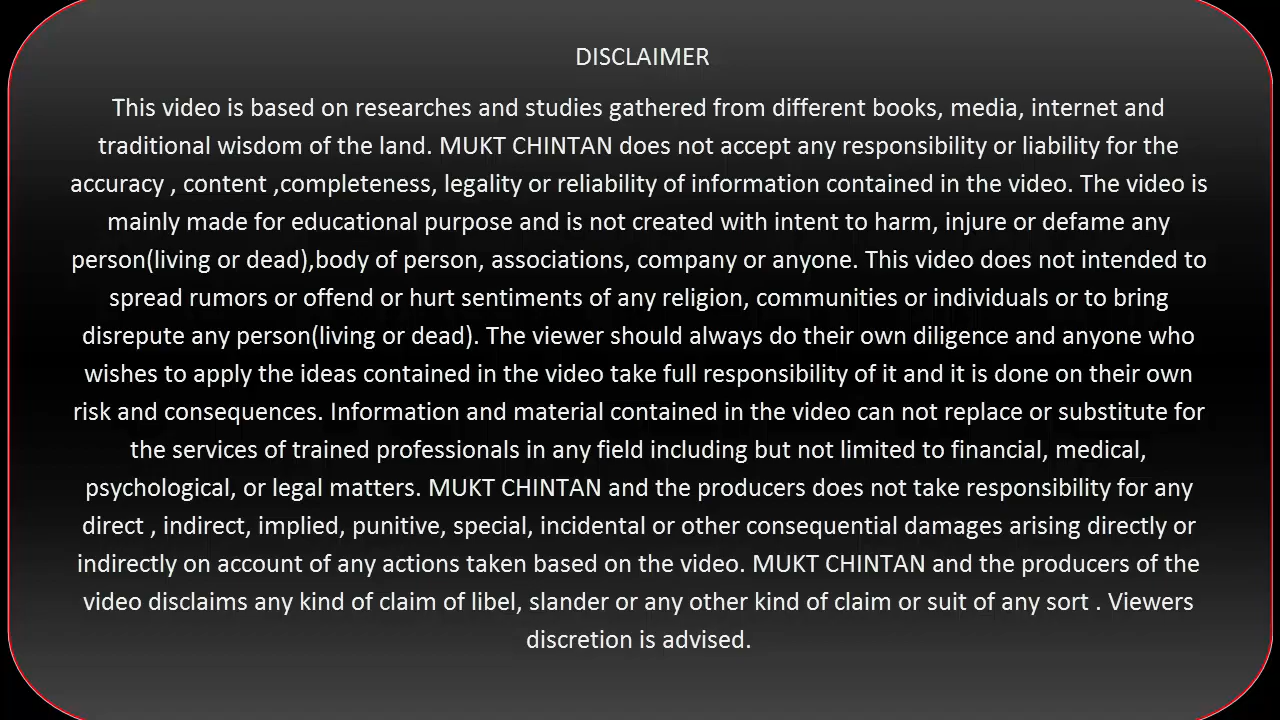 DISCLAIMER
This video is based on researches and studies gathered from different books, media, internet and
traditional wisdom of the land. MUKT CHINTAN does not accept any responsibility or liability for the
accuracy , content ,completeness, legality or reliability of information contained in the video. The video is
mainly made for educational purpose and is not created with intent to harm, injure or defame any
person(living or dead),body of person, associations, company or anyone. This video does not intended to
spread rumors or offend or hurt sentiments of any religion, communities or individuals or to bring
disrepute any person(living or dead). The viewer should always do their own diligence and anyone who
wishes to apply the ideas contained in the video take full responsibility of it and it is done on their own
risk and consequences. Information and material contained in the video can not replace or substitute for
the services of trained professionals in any field including but not limited to financial, medical,
psychological, or legal matters. MUKT CHINTAN and the producers does not take responsibility for any
direct , indirect, implied, punitive, special, incidental or other consequential damages arising directly or
indirectly on account of any actions taken based on the video. MUKT CHINTAN and the producers of the
video disclaims any kind of claim of libel, slander or any other kind of claim or suit of any sort . Viewers
discretion is advised.